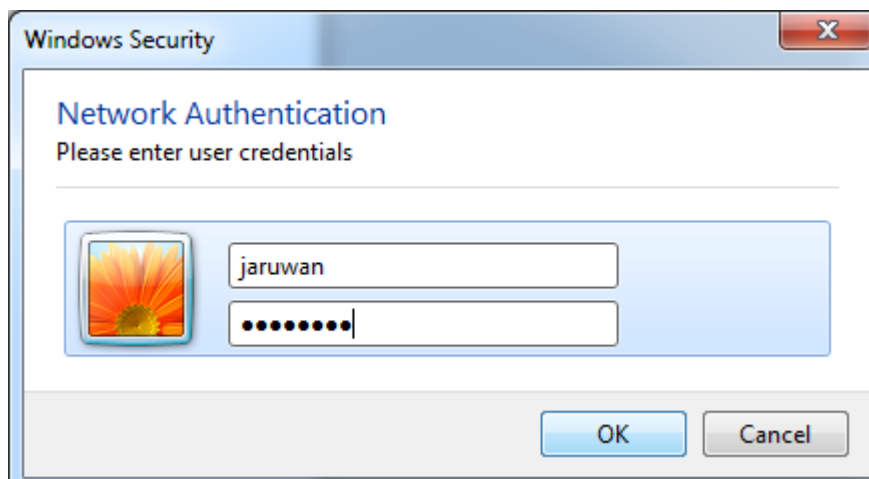 Windows Security
Network Authentication
Please enter user credentials
jaruwan
••••••••
OK
Cancel